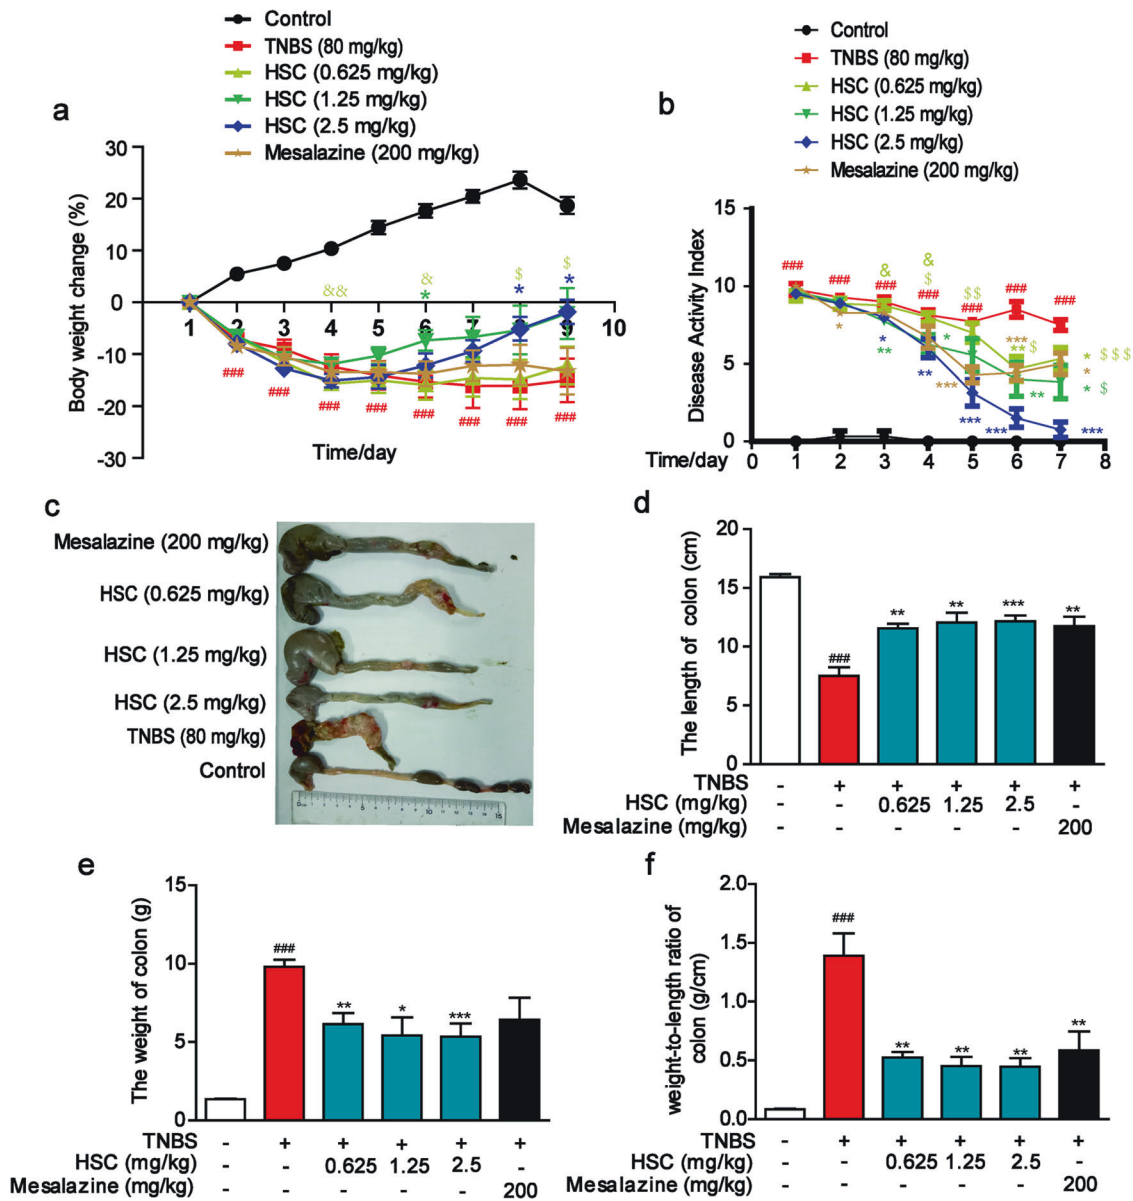 a
Control
TNBS (80 mg/kg)
HSC (0.625 mg/kg)
HSC (1.25 mg/kg)
HSC (2.5 mg/kg)
Mesalazine (200 mg/kg)
Body weight change (%)
30
20
10
0
-10
-20
-30
&& & $ $
* * *
1 2 3 4 5 6 7 8 9 10
### ### ### ### ### ### ### ###
Time/day
b
Control
TNBS (80 mg/kg)
HSC (0.625 mg/kg)
HSC (1.25 mg/kg)
HSC (2.5 mg/kg)
Mesalazine (200 mg/kg)
Disease Activity Index
15
10
5
0
& &
$ $$
### ### ### ### ### ### ###
* * * *** $
** ** * $$$
** *** ** * $
*** *** ***
Time/day 0 1 2 3 4 5 6 7 8
c
Mesalazine (200 mg/kg)
HSC (0.625 mg/kg)
HSC (1.25 mg/kg)
HSC (2.5 mg/kg)
TNBS (80 mg/kg)
Control
5 10 15
d
The length of colon (cm)
20
15
10
5
0
### ** ** *** **
TNBS - + + + + +
HSC (mg/kg) - - 0.625 1.25 2.5 -
Mesalazine (mg/kg) - - - - - 200
e
The weight of colon (g)
15
10
5
0
### ** * ***
TNBS - + + + + +
HSC (mg/kg) - - 0.625 1.25 2.5 -
Mesalazine (mg/kg) - - - - - 200
f
weight-to-length ratio of
colon (g/cm)
2.0
1.5
1.0
0.5
0.0
### ** ** ** **
TNBS - + + + + +
HSC (mg/kg) - - 0.625 1.25 2.5 -
Mesalazine (mg/kg) - - - - - 200